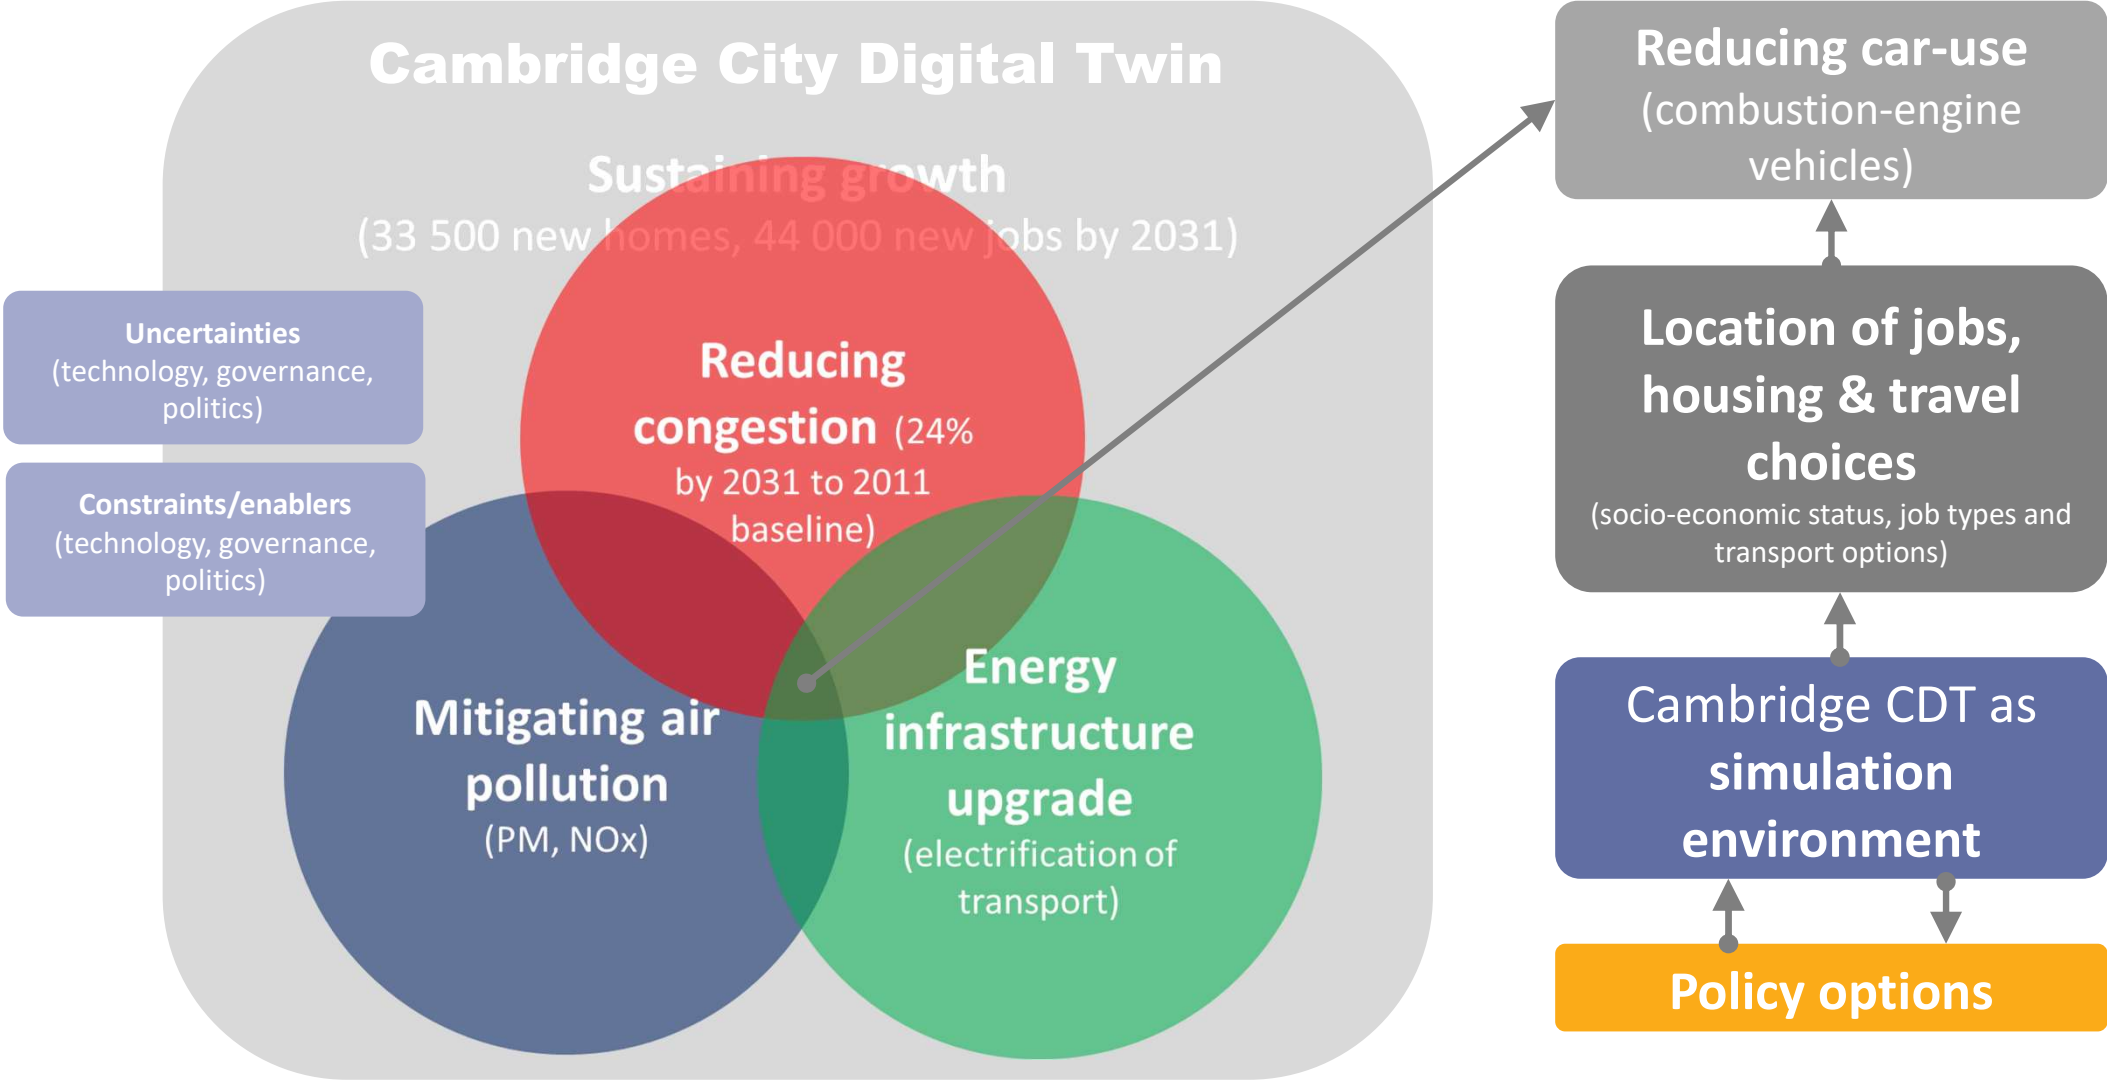 Cambridge City Digital Twin
Sustaining growth
(33 500 new homes, 44 000 new jobs by 2031)
Uncertainties
(technology, governance,
politics)
Constraints/enablers
(technology, governance,
politics)
Reducing
congestion (24%
by 2031 to 2011
baseline)
Mitigating air
pollution
(PM, NOx)
Energy
infrastructure
upgrade
(electrification of
transport)
Reducing car-use
(combustion-engine
vehicles)
Location of jobs,
housing & travel
choices
(socio-economic status, job types and
transport options)
Cambridge CDT as
simulation
environment
Policy options